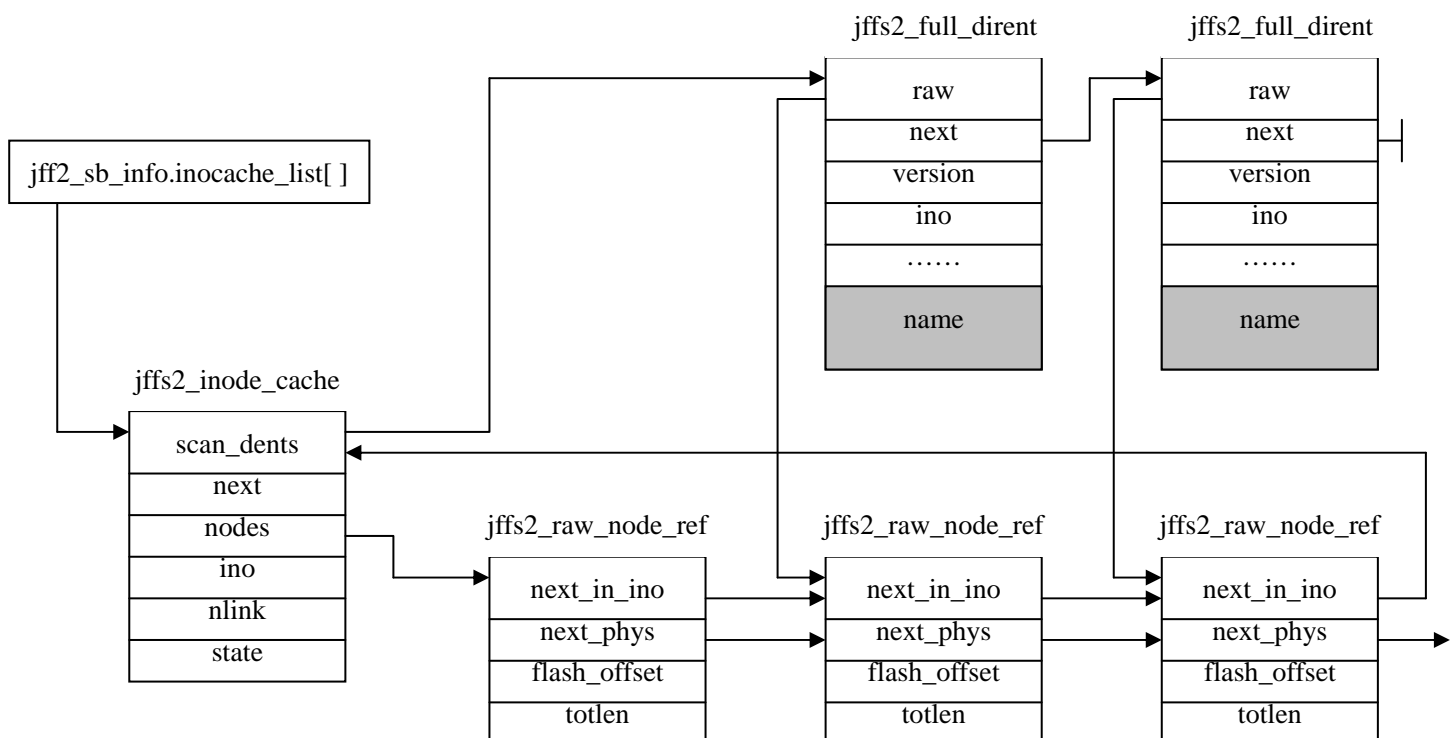 jffs2_full_dirent
raw
next
version
ino
……
name
jffs2_full_dirent
raw
next
version
ino
……
name
jff2_sb_info.inocache_list[ ]
jffs2_inode_cache
scan_dents
next
nodes
ino
nlink
state
jffs2_raw_node_ref
next_in_ino
next_phys
flash_offset
totlen
jffs2_raw_node_ref
next_in_ino
next_phys
flash_offset
totlen
jffs2_raw_node_ref
next_in_ino
next_phys
flash_offset
totlen